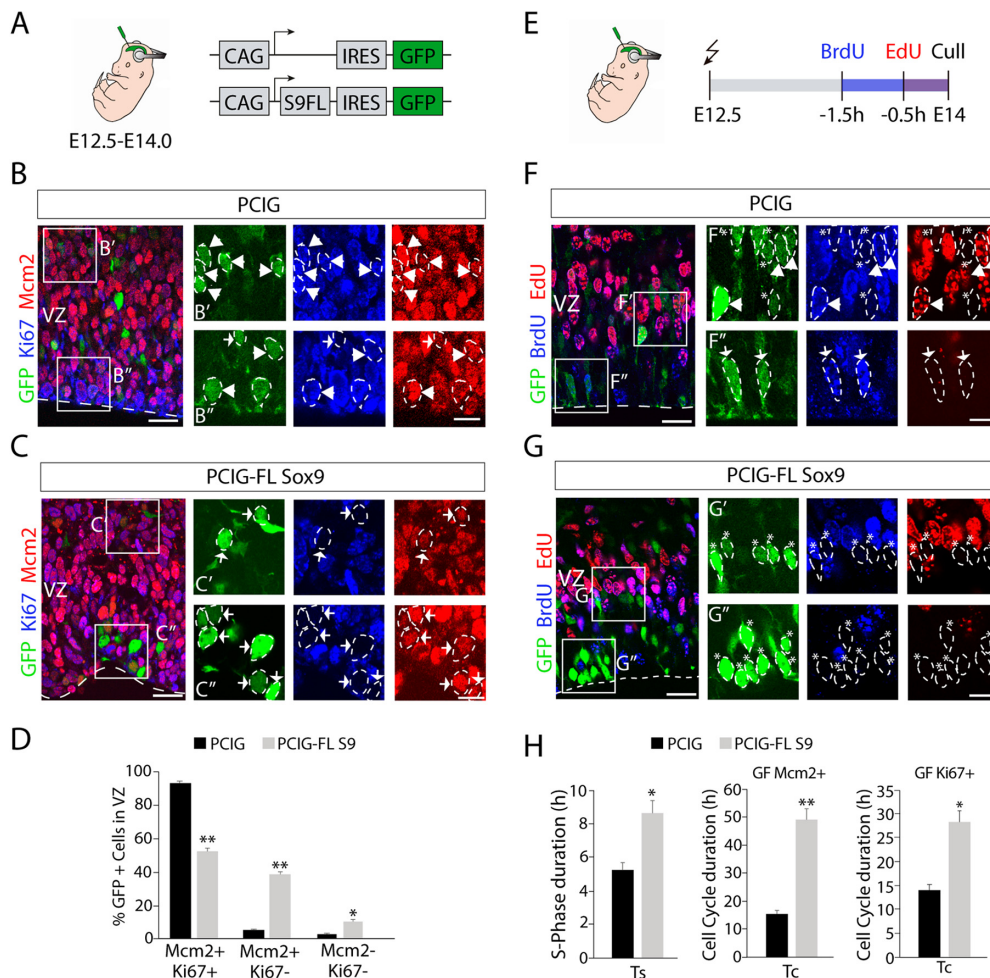 A
CAG IRES GFP
CAG S9FL IRES GFP
E12.5-E14.0
E
BrdU EdU Cull
E12.5 -1.5h -0.5h E14
B
PCIG
GFP Ki67 Mcm2
VZ
B'
B''
B'
B''
F
PCIG
GFP BrdU EdU
VZ
F'
F''
F'
F''
C
PCIG-FL Sox9
GFP Ki67 Mcm2
VZ
C'
C''
C'
C''
G
PCIG-FL Sox9
GFP BrdU EdU
VZ
G'
G''
G'
G''
D
PCIG PCIG-FL S9
% GFP + Cells in VZ
100
80
60
40
20
0
**
**
*
Mcm2+ Mcm2+ Mcm2-
Ki67+ Ki67- Ki67-
H
PCIG PCIG-FL S9
S-Phase duration (h)
10
8
6
4
2
0
*
Ts
GF Mcm2+
Cell Cycle duration (h)
60
50
40
30
20
10
0
**
Tc
GF Ki67+
Cell Cycle duration (h)
35
30
25
20
15
10
5
0
*
Tc